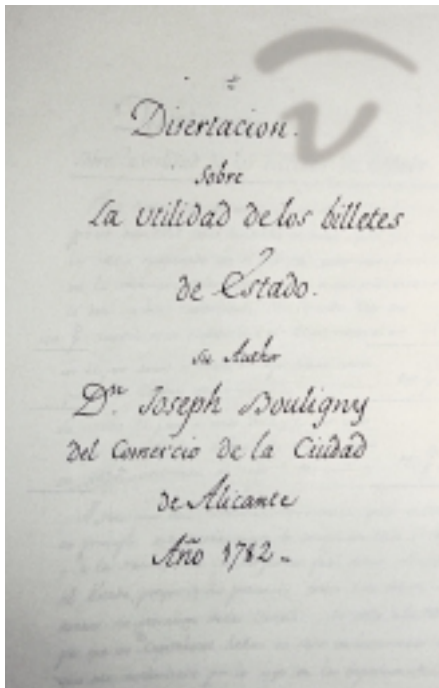 Disertacion.
sobre
la utilidad de los billetes
de Estado.
su Author
Dn. Joseph Bouligny
del Comercio de la Ciudad
de Alicante
Año 1782.